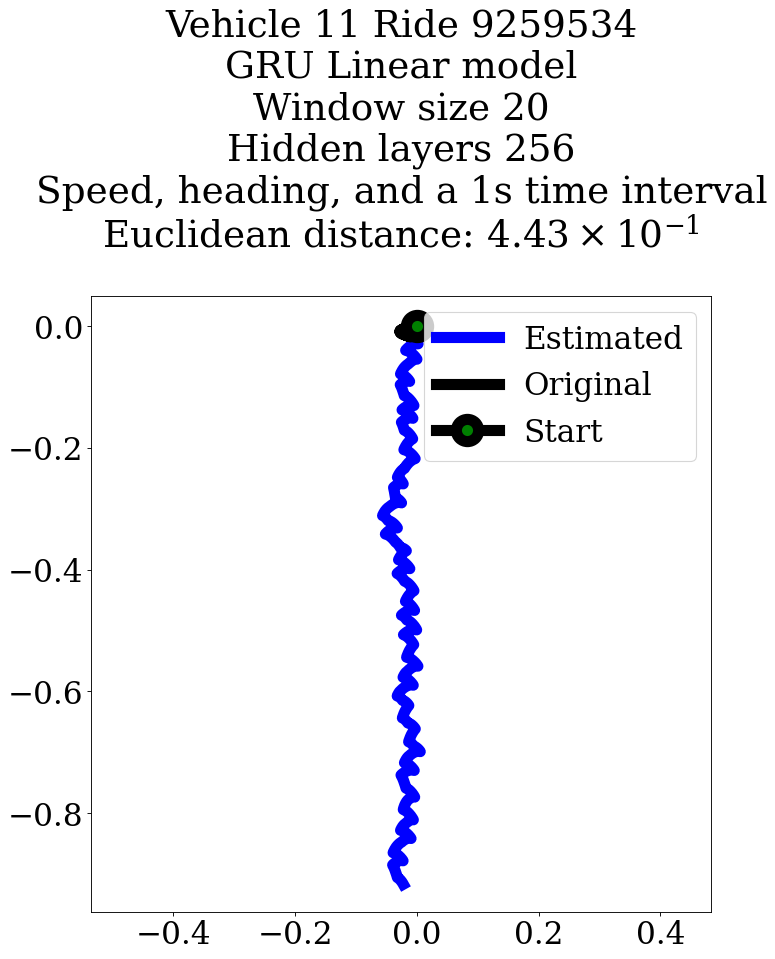 Vehicle 11 Ride 9259534
GRU Linear model
Window size 20
Hidden layers 256
Speed, heading, and a 1s time interval
Euclidean distance: 4.43 × 10⁻¹
Estimated
Original
Start
0.0
−0.2
−0.4
−0.6
−0.8
−0.4 −0.2 0.0 0.2 0.4